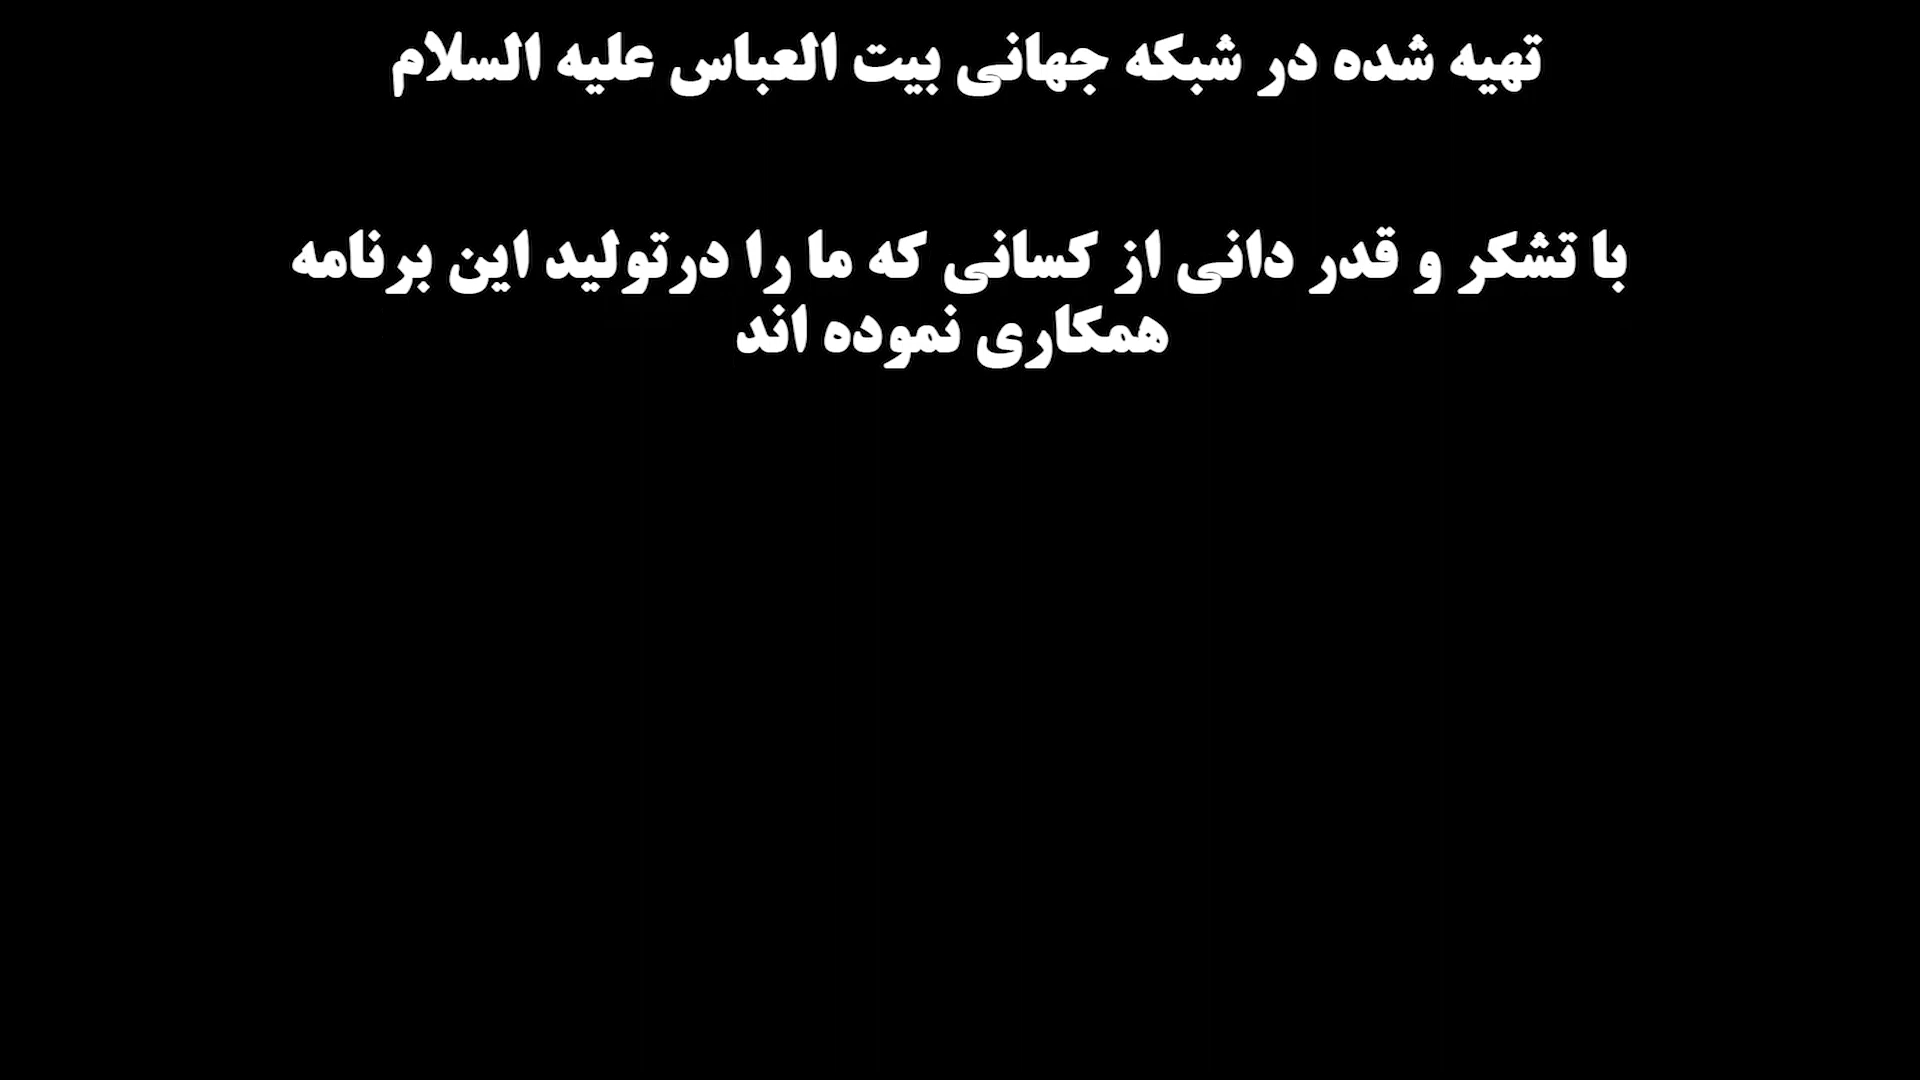 تهیه شده در شبکه جهانی بیت العباس علیه السلام
با تشکر و قدر دانی از کسانی که ما را درتولید این برنامه
همکاری نموده اند